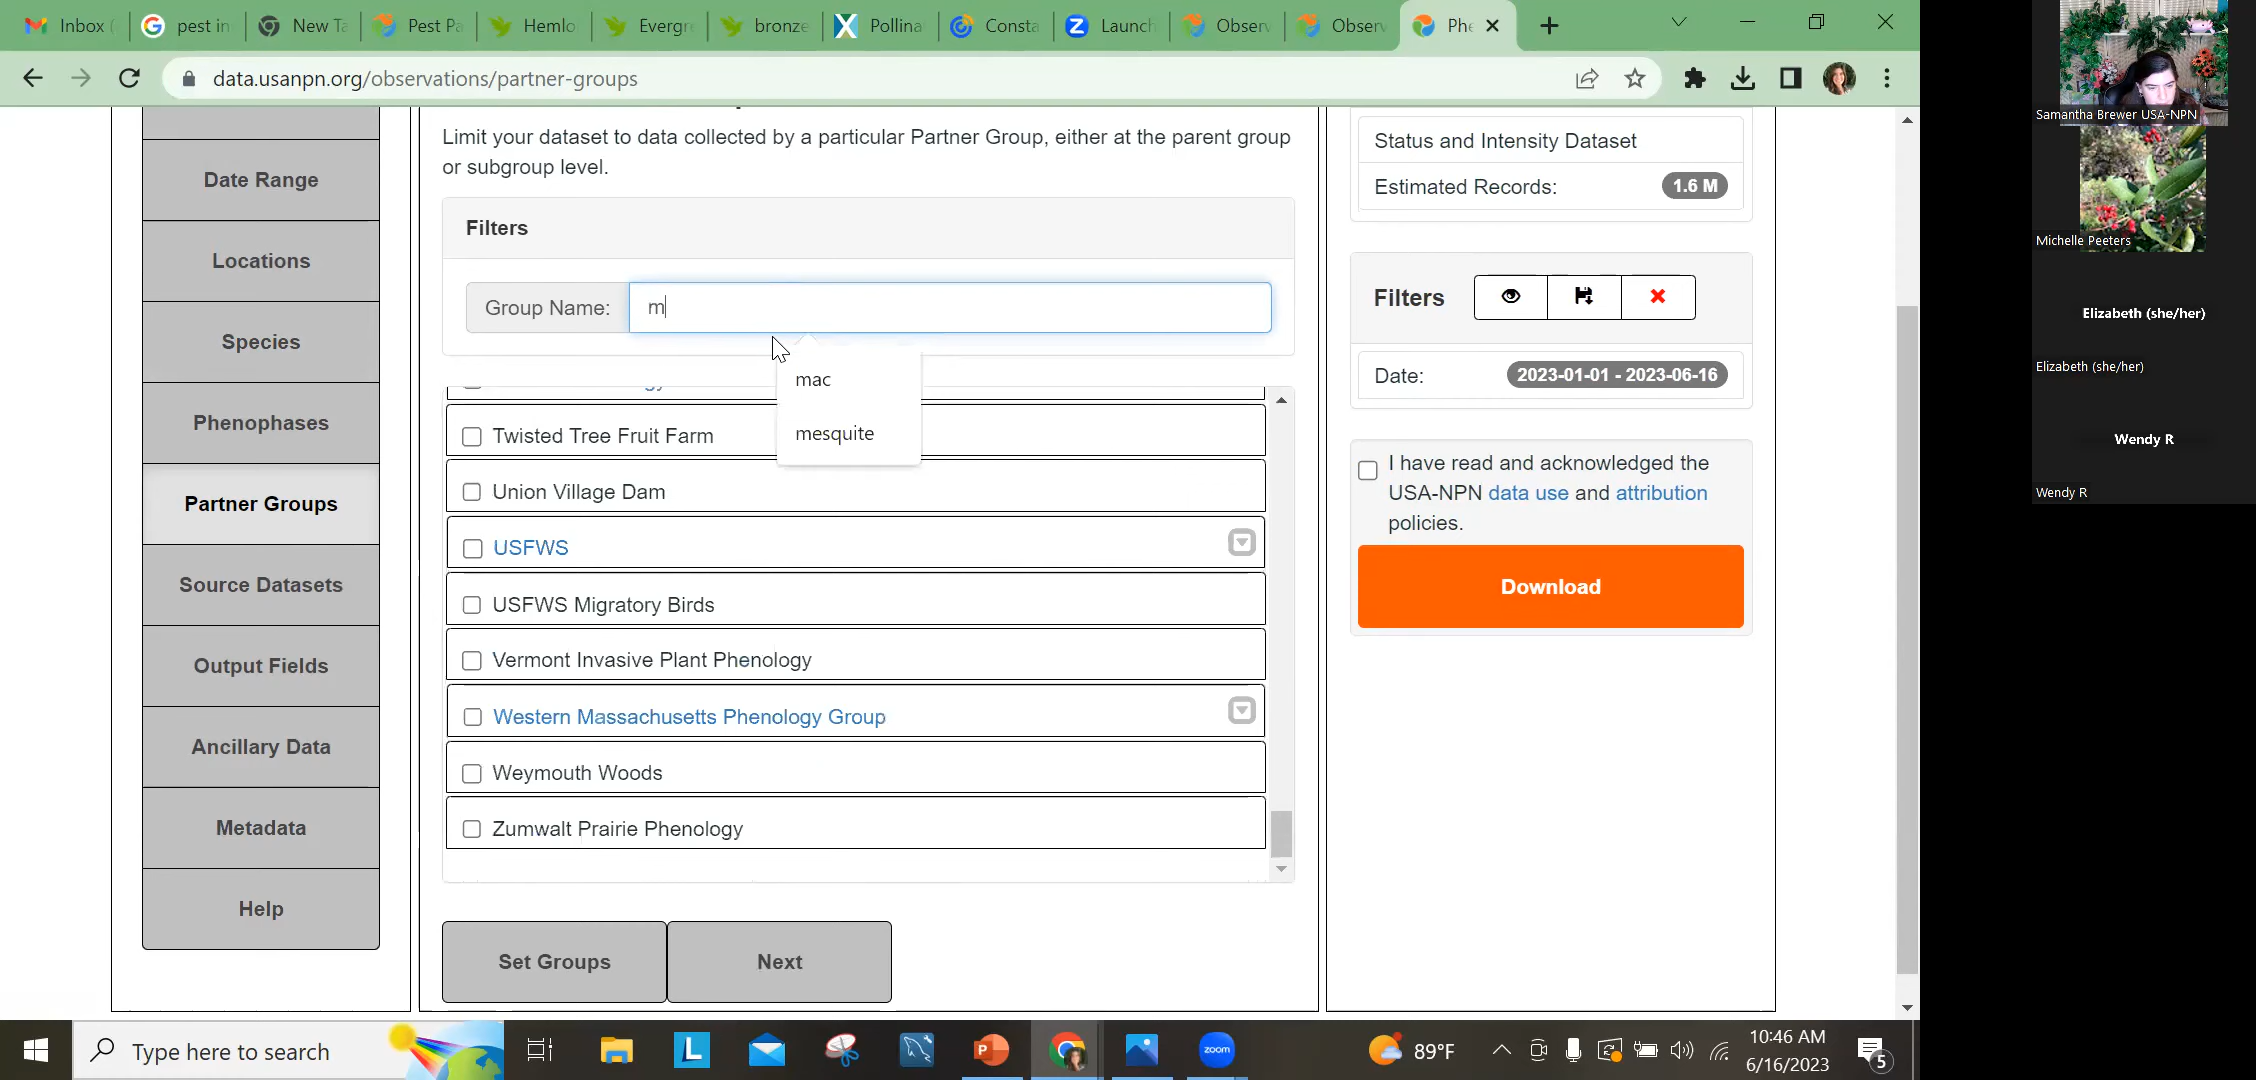 Inbox (
pest in
New Ta
Pest Pa
Hemlo
Evergre
bronze
Pollina
Consta
Launch
Observ
Observ
Phe
data.usanpn.org/observations/partner-groups
Date Range
Locations
Species
Phenophases
Partner Groups
Source Datasets
Output Fields
Ancillary Data
Metadata
Help
Limit your dataset to data collected by a particular Partner Group, either at the parent group
or subgroup level.
Filters
Group Name:
m
mac
mesquite
Twisted Tree Fruit Farm
Union Village Dam
USFWS
USFWS Migratory Birds
Vermont Invasive Plant Phenology
Western Massachusetts Phenology Group
Weymouth Woods
Zumwalt Prairie Phenology
Set Groups
Next
Status and Intensity Dataset
Estimated Records: 1.6 M
Filters
Date: 2023-01-01 - 2023-06-16
I have read and acknowledged the
USA-NPN data use and attribution
policies.
Download
Samantha Brewer USA-NPN
Michelle Peeters
Elizabeth (she/her)
Elizabeth (she/her)
Wendy R
Wendy R
Type here to search
L
P
zoom
89°F
10:46 AM
6/16/2023
5